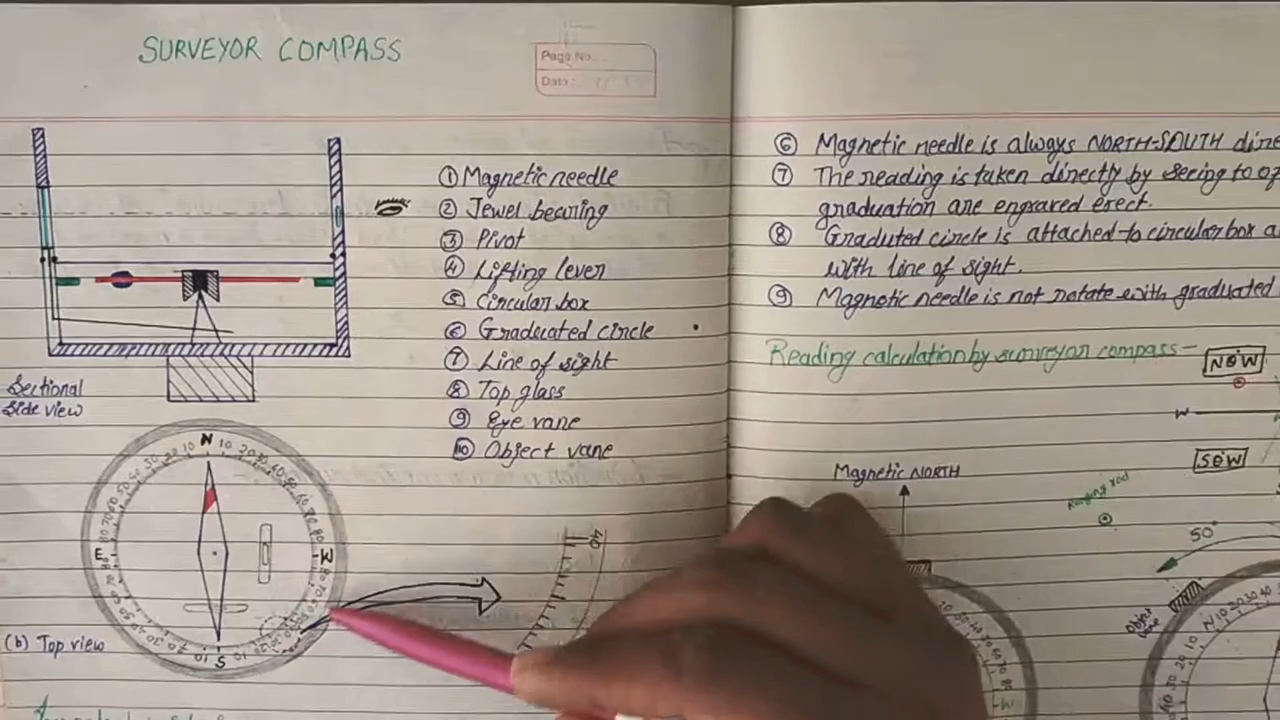 SURVEYOR COMPASS
Page No.
Date:
① Magnetic needle
② Jewel bearing
③ Pivot
④ Lifting lever
⑤ Circular box
⑥ Graduated circle
⑦ Line of sight
⑧ Top glass
⑨ Eye vane
⑩ Object vane
Sectional
Side view
N
E
W
S
(b) Top view
40
⑥ Magnetic needle is always NORTH-SOUTH dire
⑦ The reading is taken directly by seeing to
graduation are engraved erect.
⑧ Graduted circle is attached to circular box
with line of sight.
⑨ Magnetic needle is not rotate with graduated
Reading calculation by surveyor compass-
W
Magnetic NORTH
Ranging rod
50°
Object
vane
N
W